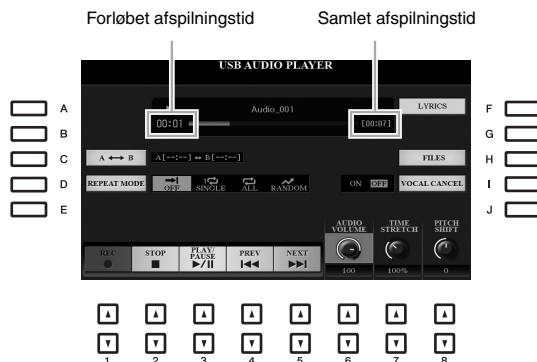 Forløbet afspilningstid Samlet afspilningstid
USB AUDIO PLAYER
A Audio_001 LYRICS F
B 00:01 [00:07] G
C A ⟷ B A[--:--] ↔ B[--:--] FILES H
D REPEAT MODE OFF 1 SINGLE ALL RANDOM ON OFF VOCAL CANCEL I
E J
AUDIO VOLUME TIME STRETCH PITCH SHIFT
REC STOP PLAY/PAUSE PREV NEXT 100 100% 0
1 2 3 4 5 6 7 8